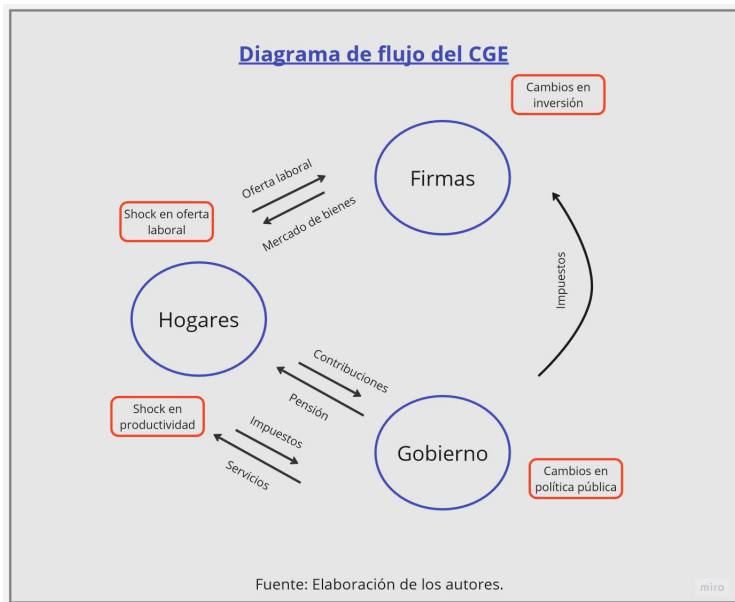 Diagrama de flujo del CGE
Cambios en
inversión
Firmas
Oferta laboral
Mercado de bienes
Shock en oferta
laboral
Impuestos
Hogares
Contribuciones
Pensión
Shock en
productividad
Impuestos
Servicios
Gobierno
Cambios en
política pública
Fuente: Elaboración de los autores.
miro